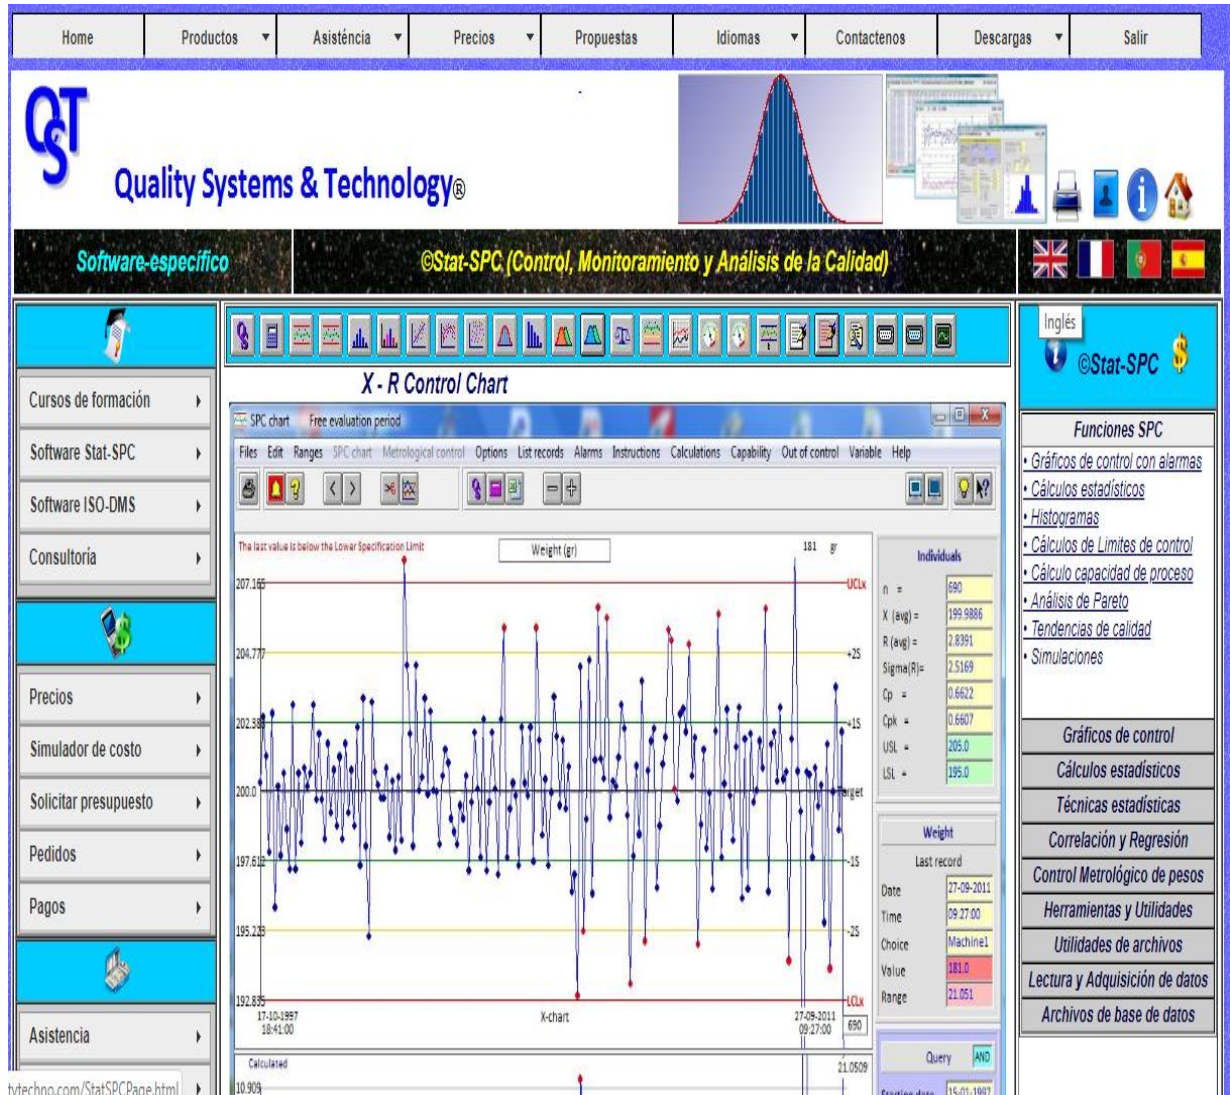 Home Productos Asisténcia Precios Propuestas Idiomas Contactenos Descargas Salir
QST
Quality Systems & Technology®
Software-específico
©Stat-SPC (Control, Monitoramiento y Análisis de la Calidad)
Inglés
©Stat-SPC
Cursos de formación
Software Stat-SPC
Software ISO-DMS
Consultoría
Precios
Simulador de costo
Solicitar presupuesto
Pedidos
Pagos
Asistencia
tytechno.com/StatSPCPage.html
X - R Control Chart
SPC chart Free evaluation period
Files Edit Ranges SPC chart Metrological control Options List records Alarms Instructions Calculations Capability Out of control Variable Help
The last value is below the Lower Specification Limit
Weight (gr)
181 gr
207.165 UCLx
204.777 +2S
202.388 +1S
200.0 Target
197.612 -1S
195.223 -2S
192.835 LCLx
17-10-1997
18:41:00
X-chart
27-09-2011
09:27:00
690
Calculated
21.0509
10.909
Individuals
n = 690
X (avg) = 199.9886
R (avg) = 2.8391
Sigma(R)= 2.5169
Cp = 0.6622
Cpk = 0.6607
USL = 205.0
LSL = 195.0
Weight
Last record
Date 27-09-2011
Time 09:27:00
Choice Machine1
Value 181.0
Range 21.051
Query AND
Starting date 15-01-1997
Funciones SPC
• Gráficos de control con alarmas
• Cálculos estadísticos
• Histogramas
• Cálculos de Limites de control
• Cálculo capacidad de proceso
• Análisis de Pareto
• Tendencias de calidad
• Simulaciones
Gráficos de control
Cálculos estadísticos
Técnicas estadísticas
Correlación y Regresión
Control Metrológico de pesos
Herramientas y Utilidades
Utilidades de archivos
Lectura y Adquisición de datos
Archivos de base de datos